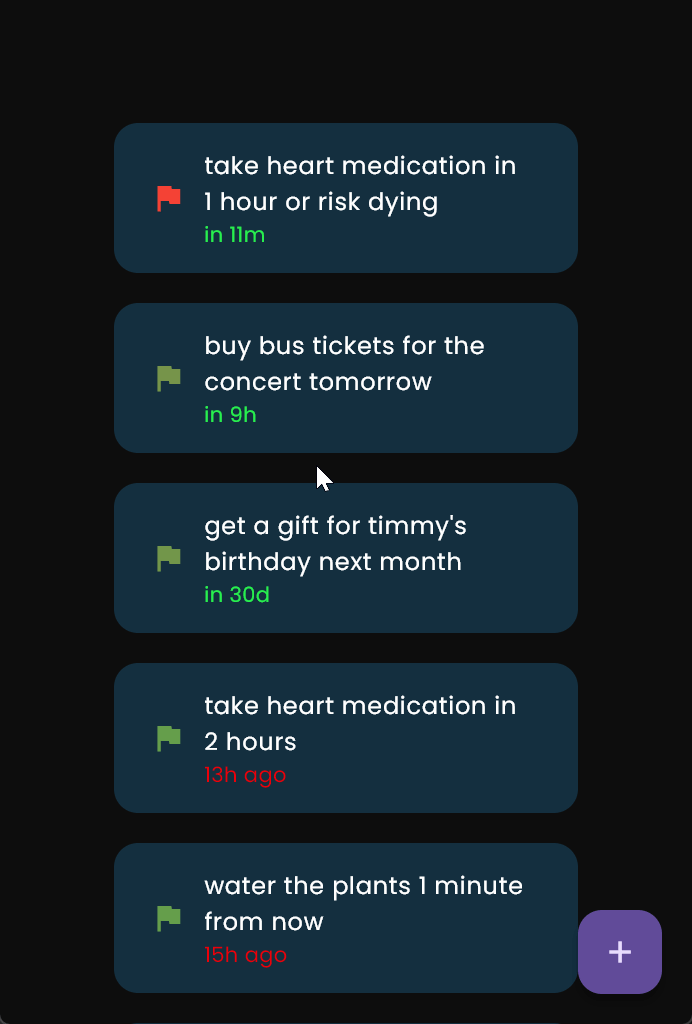 take heart medication in
1 hour or risk dying
in 11m
buy bus tickets for the
concert tomorrow
in 9h
get a gift for timmy's
birthday next month
in 30d
take heart medication in
2 hours
13h ago
water the plants 1 minute
from now
15h ago
+